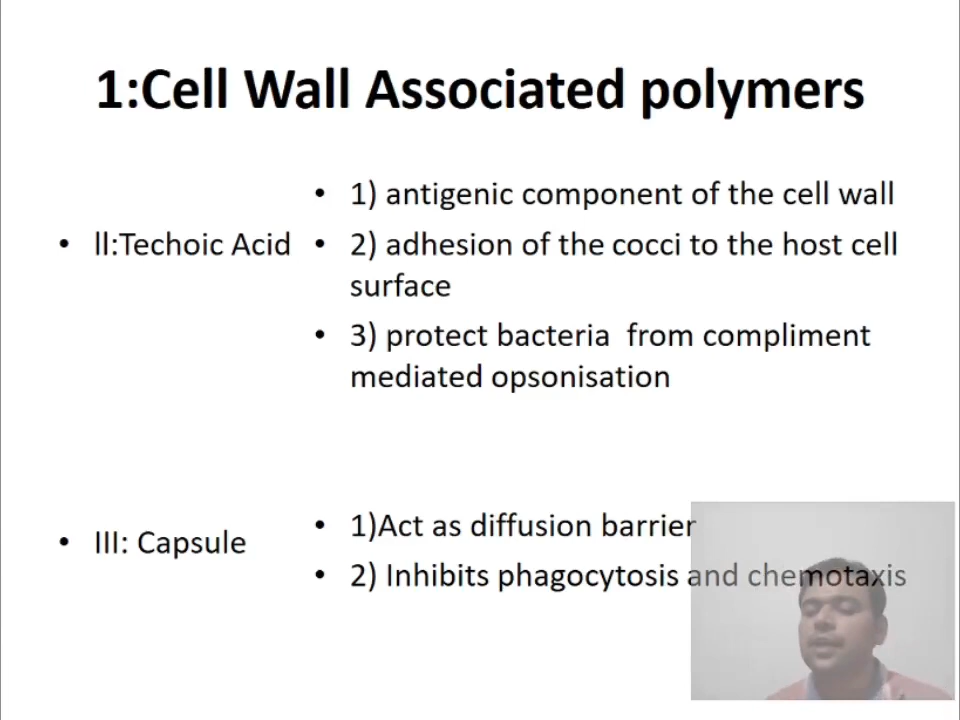 1:Cell Wall Associated polymers
• ll:Techoic Acid
• 1) antigenic component of the cell wall
• 2) adhesion of the cocci to the host cell
surface
• 3) protect bacteria from compliment
mediated opsonisation
• III: Capsule
• 1)Act as diffusion barrier
• 2) Inhibits phagocytosis and chemotaxis